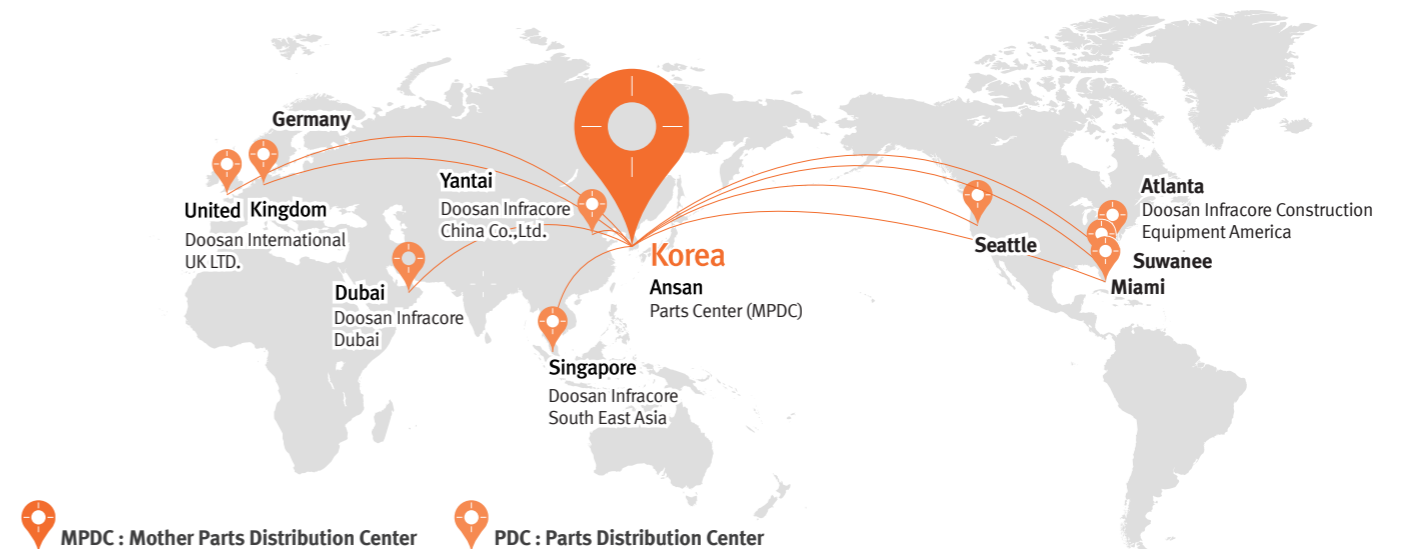 Germany
United Kingdom
Doosan International
UK LTD.
Dubai
Doosan Infracore
Dubai
Yantai
Doosan Infracore
China Co.,Ltd.
Korea
Ansan
Parts Center (MPDC)
Singapore
Doosan Infracore
South East Asia
Seattle
Atlanta
Doosan Infracore Construction
Equipment America
Suwanee
Miami
MPDC : Mother Parts Distribution Center
PDC : Parts Distribution Center